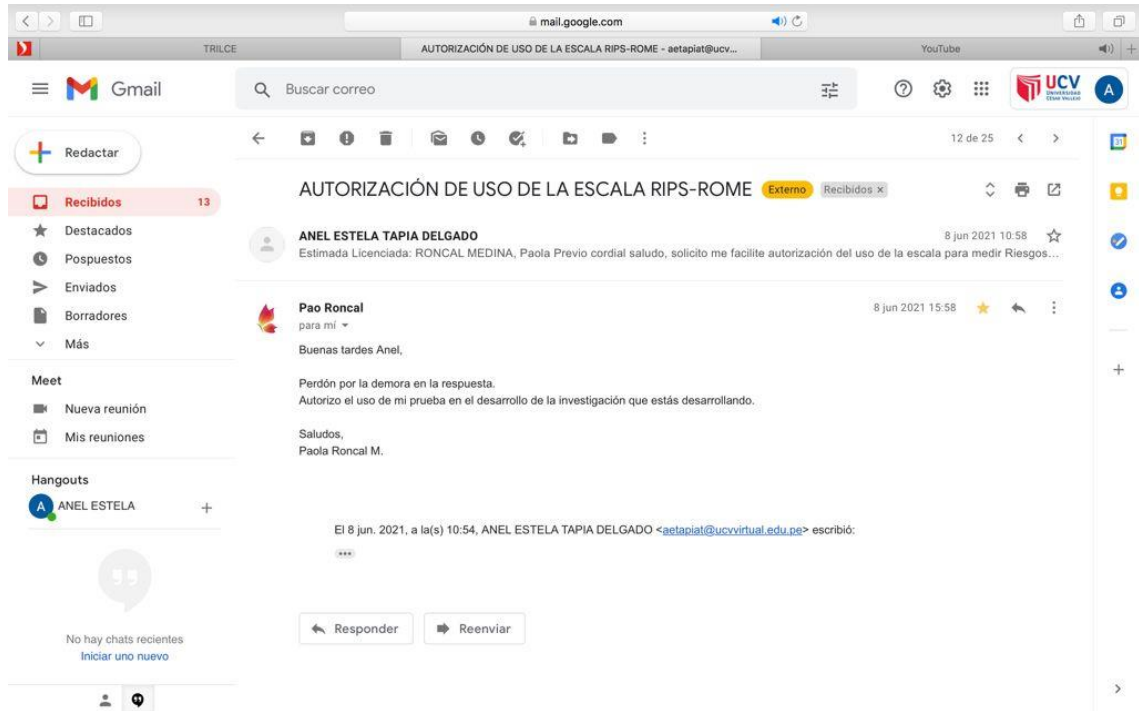 mail.google.com
TRILCE
AUTORIZACIÓN DE USO DE LA ESCALA RIPS-ROME - aetapiat@ucv...
YouTube
Gmail
Buscar correo
UCV
UNIVERSIDAD
CÉSAR VALLEJO
A
Redactar
12 de 25
31
Recibidos 13
Destacados
Pospuestos
Enviados
Borradores
Más
Meet
Nueva reunión
Mis reuniones
Hangouts
A ANEL ESTELA
No hay chats recientes
Iniciar uno nuevo
AUTORIZACIÓN DE USO DE LA ESCALA RIPS-ROME Externo Recibidos x
ANEL ESTELA TAPIA DELGADO 8 jun 2021 10:58
Estimada Licenciada: RONCAL MEDINA, Paola Previo cordial saludo, solicito me facilite autorización del uso de la escala para medir Riesgos...
Pao Roncal 8 jun 2021 15:58
para mí
Buenas tardes Anel,
Perdón por la demora en la respuesta.
Autorizo el uso de mi prueba en el desarrollo de la investigación que estás desarrollando.
Saludos,
Paola Roncal M.
El 8 jun. 2021, a la(s) 10:54, ANEL ESTELA TAPIA DELGADO <aetapiat@ucvvirtual.edu.pe> escribió:
Responder
Reenviar